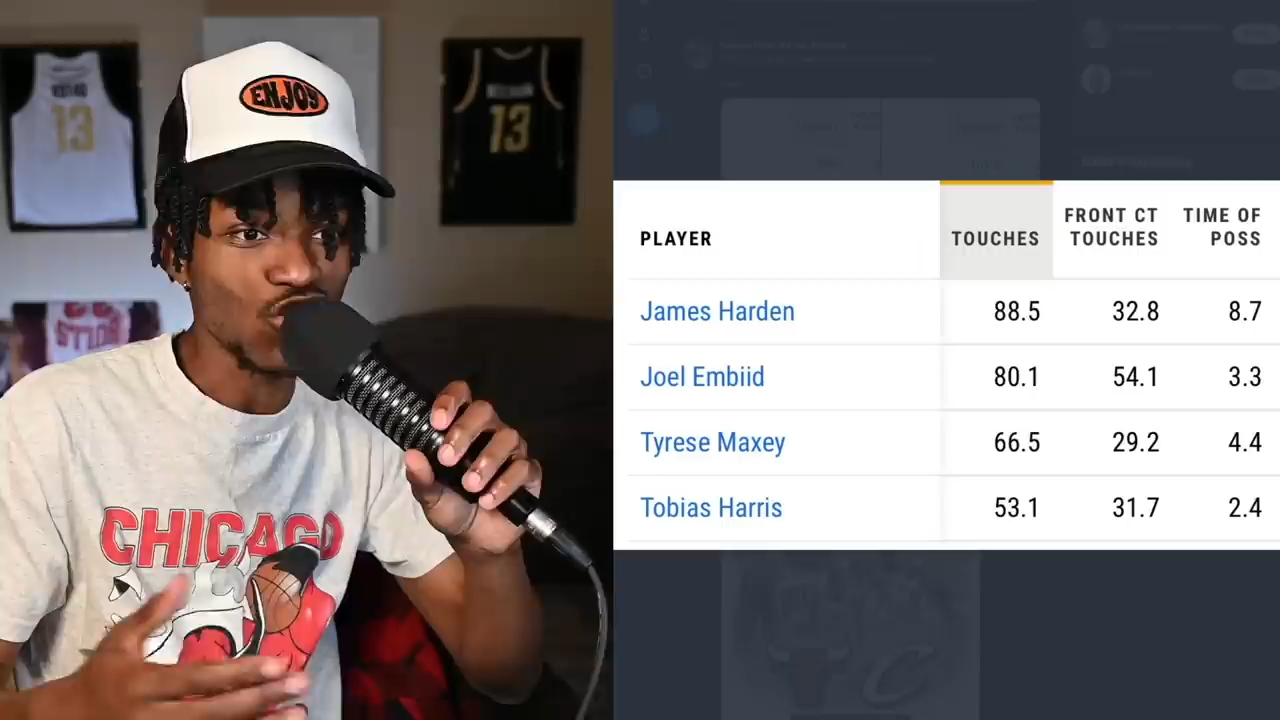 13
13
ENJOY
CHICAGO
PLAYER TOUCHES FRONT CT TOUCHES TIME OF POSS
James Harden 88.5 32.8 8.7
Joel Embiid 80.1 54.1 3.3
Tyrese Maxey 66.5 29.2 4.4
Tobias Harris 53.1 31.7 2.4